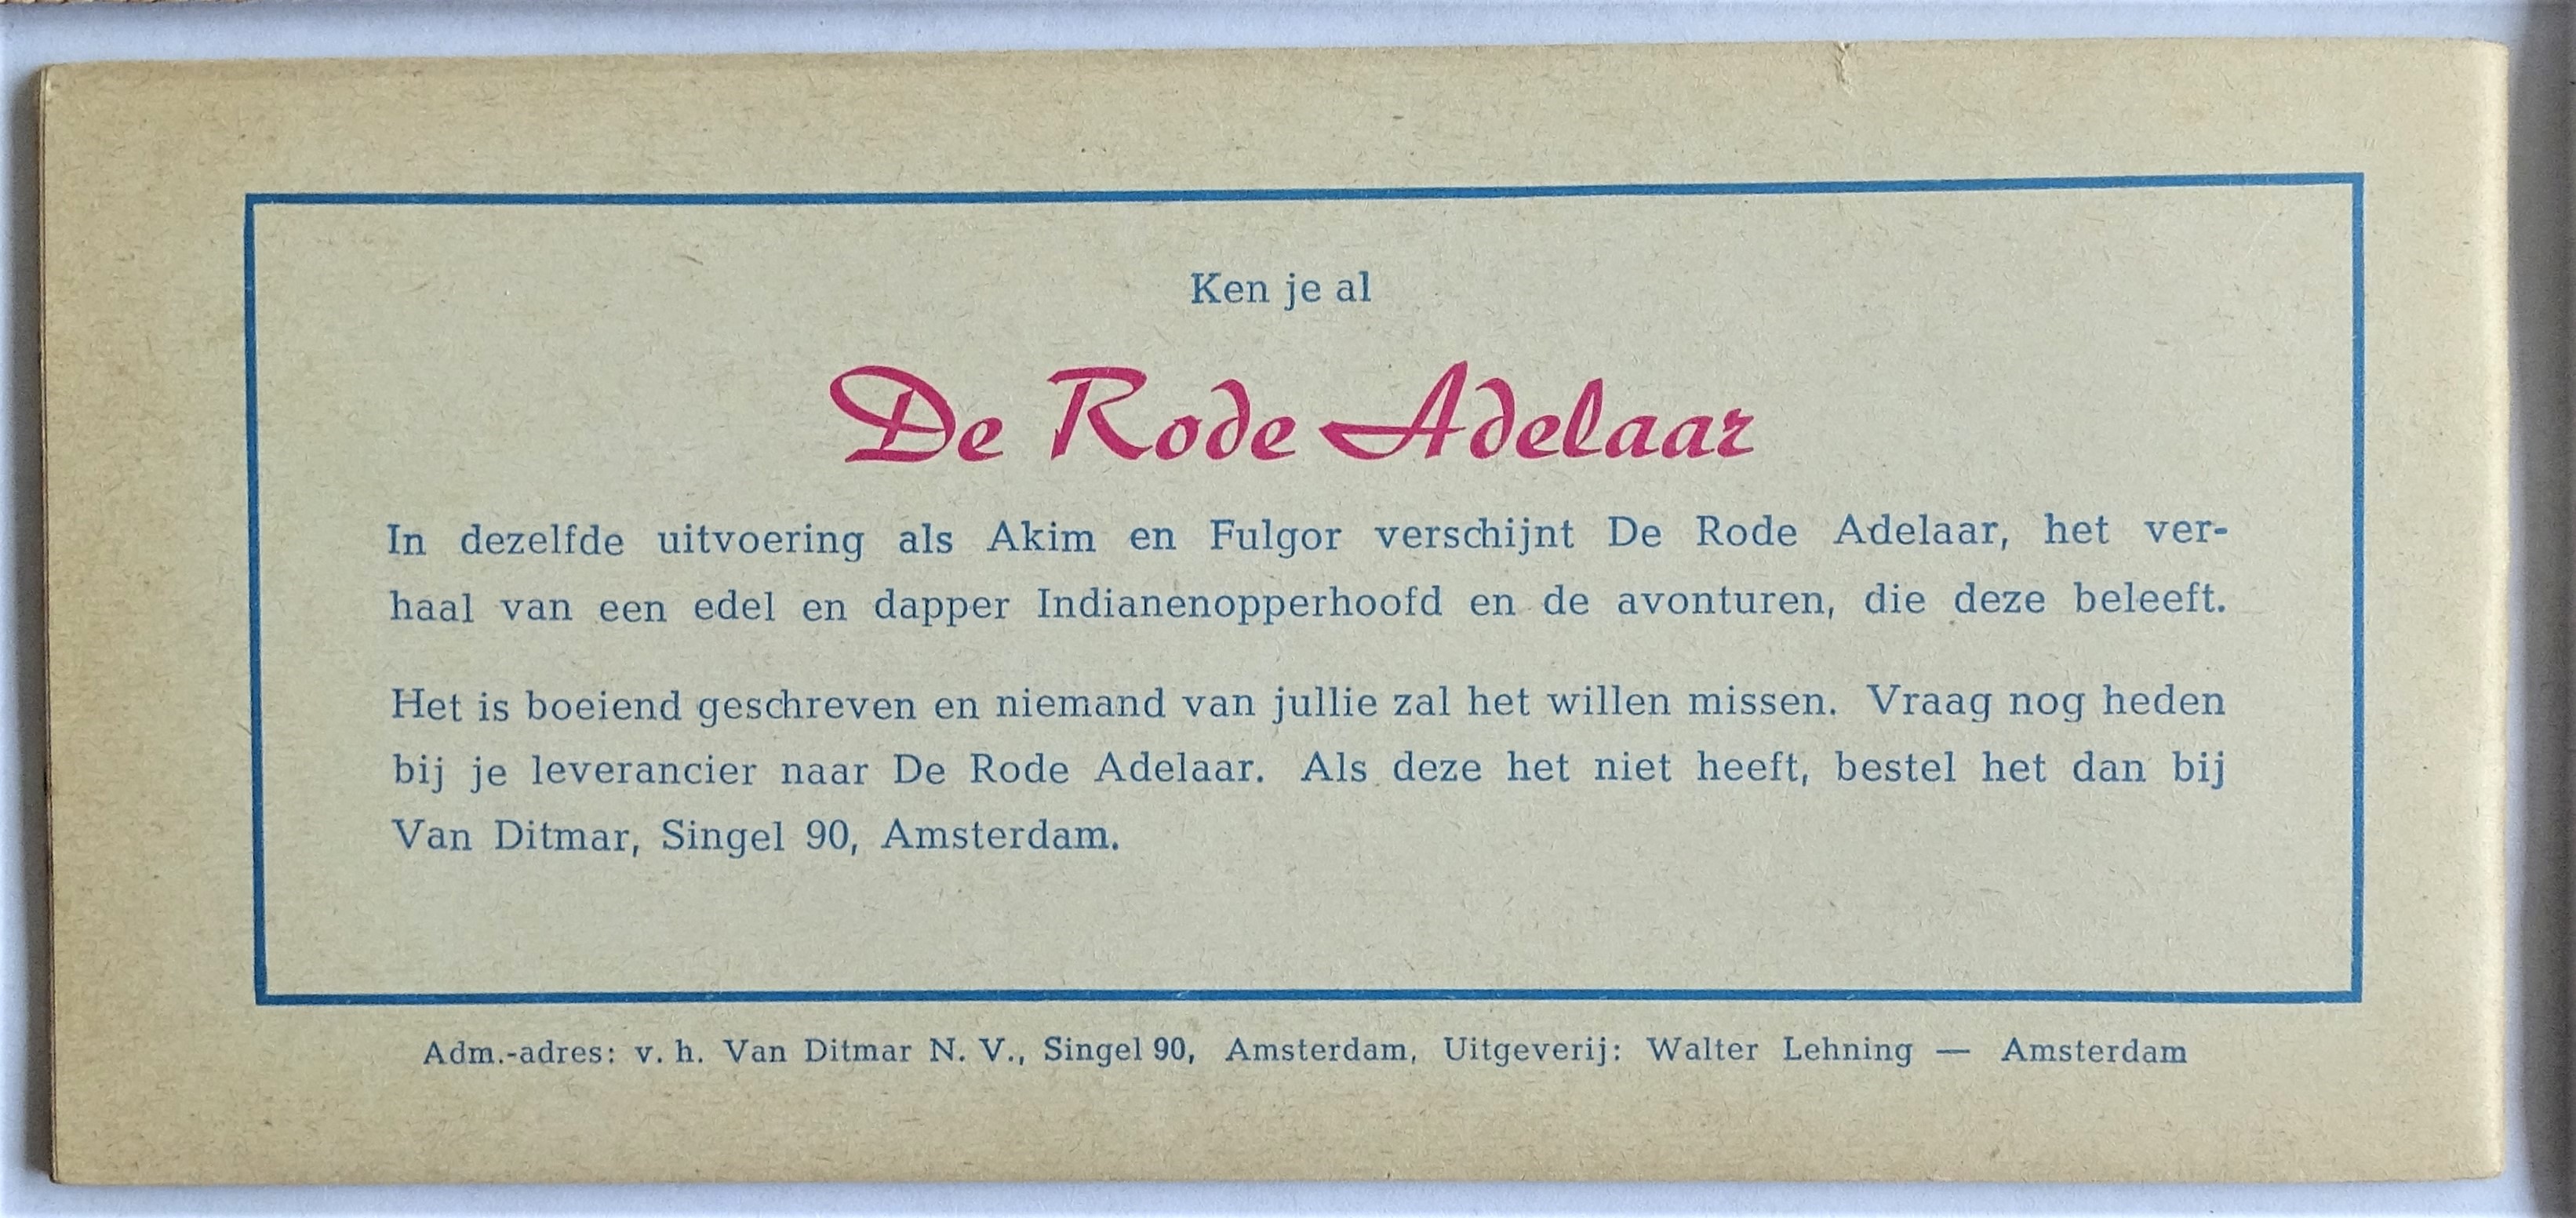 Ken je al
De Rode Adelaar
In dezelfde uitvoering als Akim en Fulgor verschijnt De Rode Adelaar, het ver-
haal van een edel en dapper Indianenopperhoofd en de avonturen, die deze beleeft.
Het is boeiend geschreven en niemand van jullie zal het willen missen. Vraag nog heden
bij je leverancier naar De Rode Adelaar. Als deze het niet heeft, bestel het dan bij
Van Ditmar, Singel 90, Amsterdam.
Adm.-adres: v. h. Van Ditmar N. V., Singel 90, Amsterdam, Uitgeverij: Walter Lehning — Amsterdam